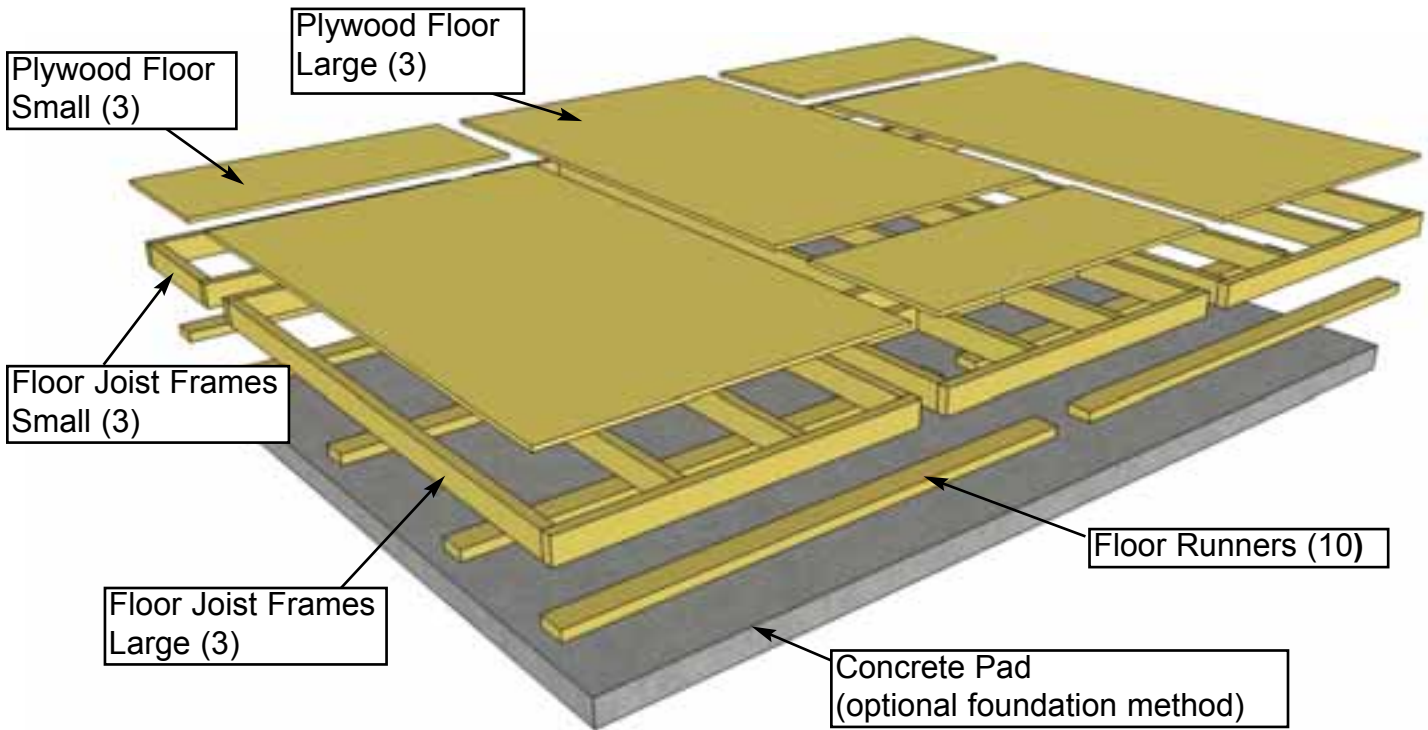 Plywood Floor
Large (3)
Plywood Floor
Small (3)
Floor Joist Frames
Small (3)
Floor Runners (10)
Floor Joist Frames
Large (3)
Concrete Pad
(optional foundation method)